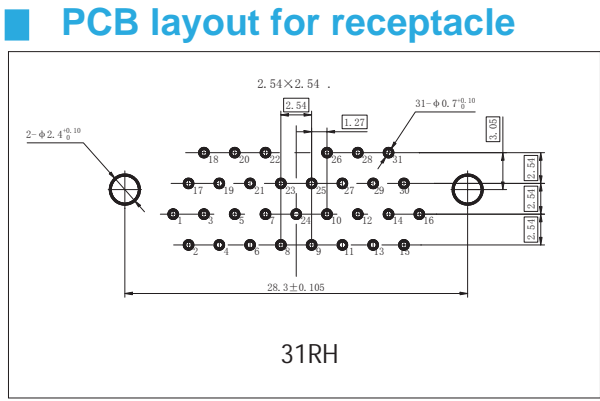 PCB layout for receptacle
2.54×2.54 .
2.54
1.27
31-ф0.7+0.10 0
3.05
2-ф2.4+0.10 0
18 20 22 26 28 31
2.54
17 19 21 23 25 27 29 30
2.54
1 3 5 7 24 10 12 14 16
2.54
2 4 6 8 9 11 13 15
28.3±0.105
31RH